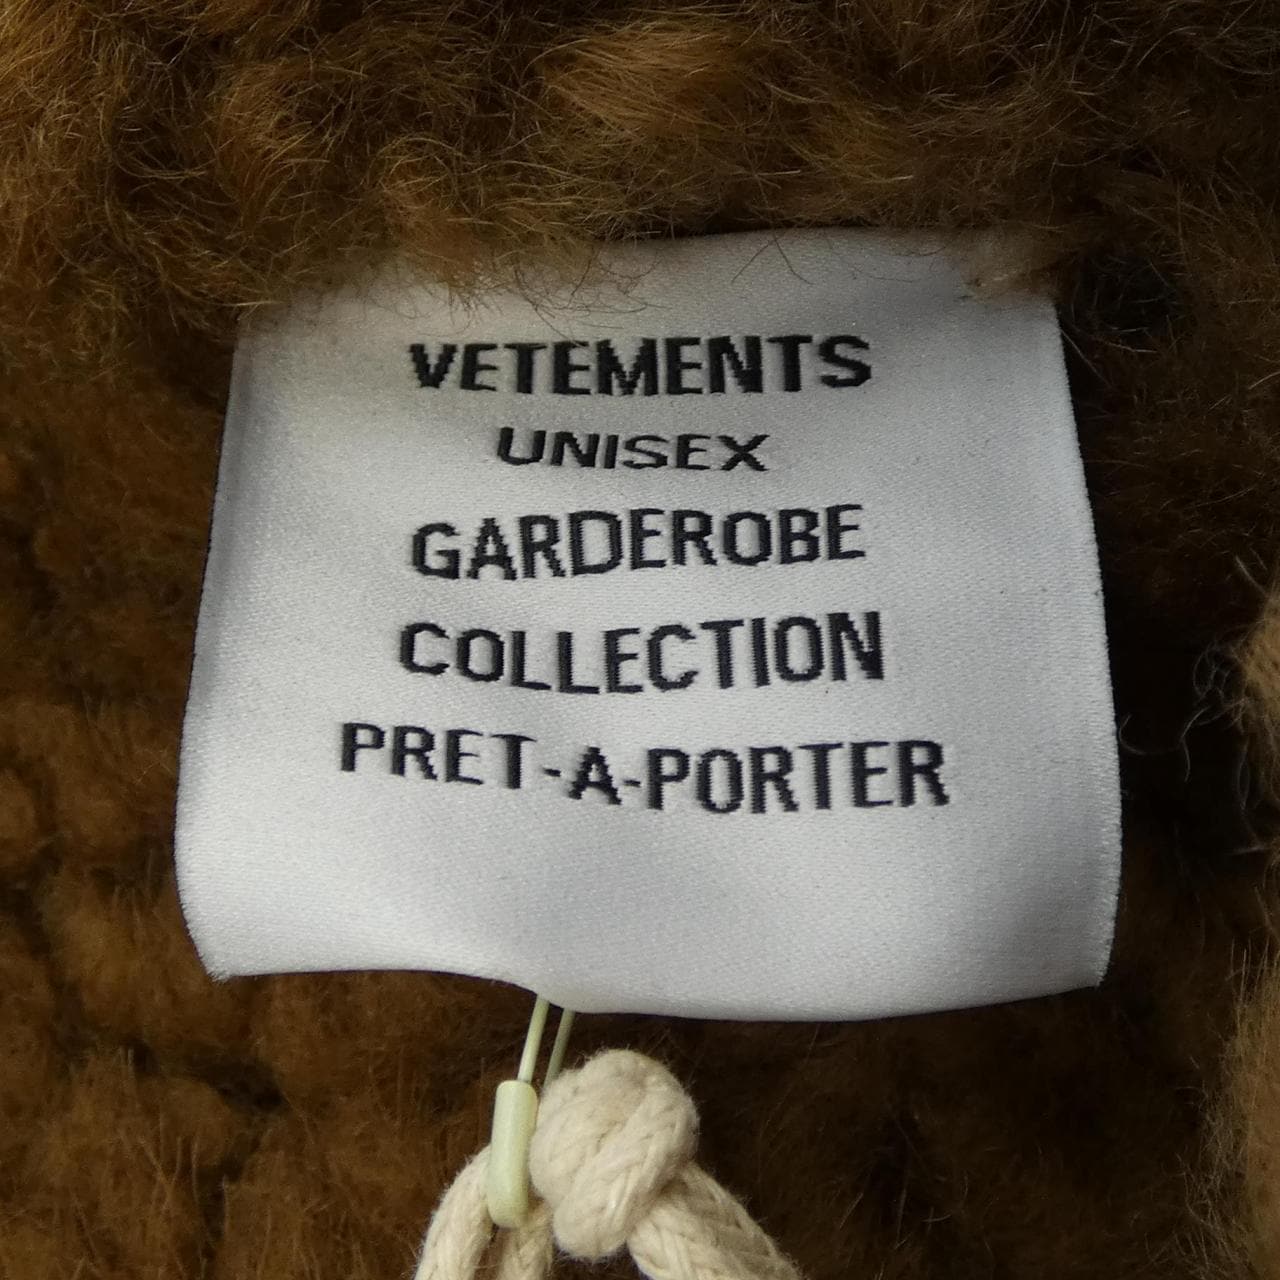 VETEMENTS
UNISEX
GARDEROBE
COLLECTION
PRET-A-PORTER